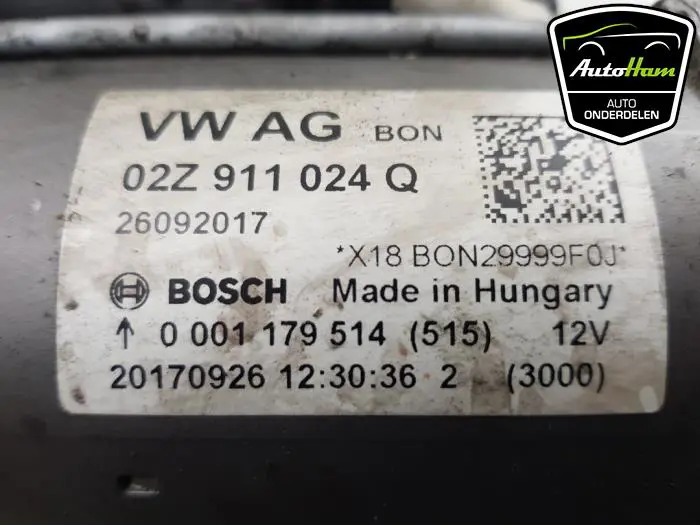 AutoHam
AUTO
ONDERDELEN
VW AG BON
02Z 911 024 Q
26092017
*X18 BON29999F0J*
BOSCH Made in Hungary
↑ 0 001 179 514 (515) 12V
20170926 12:30:36 2 (3000)